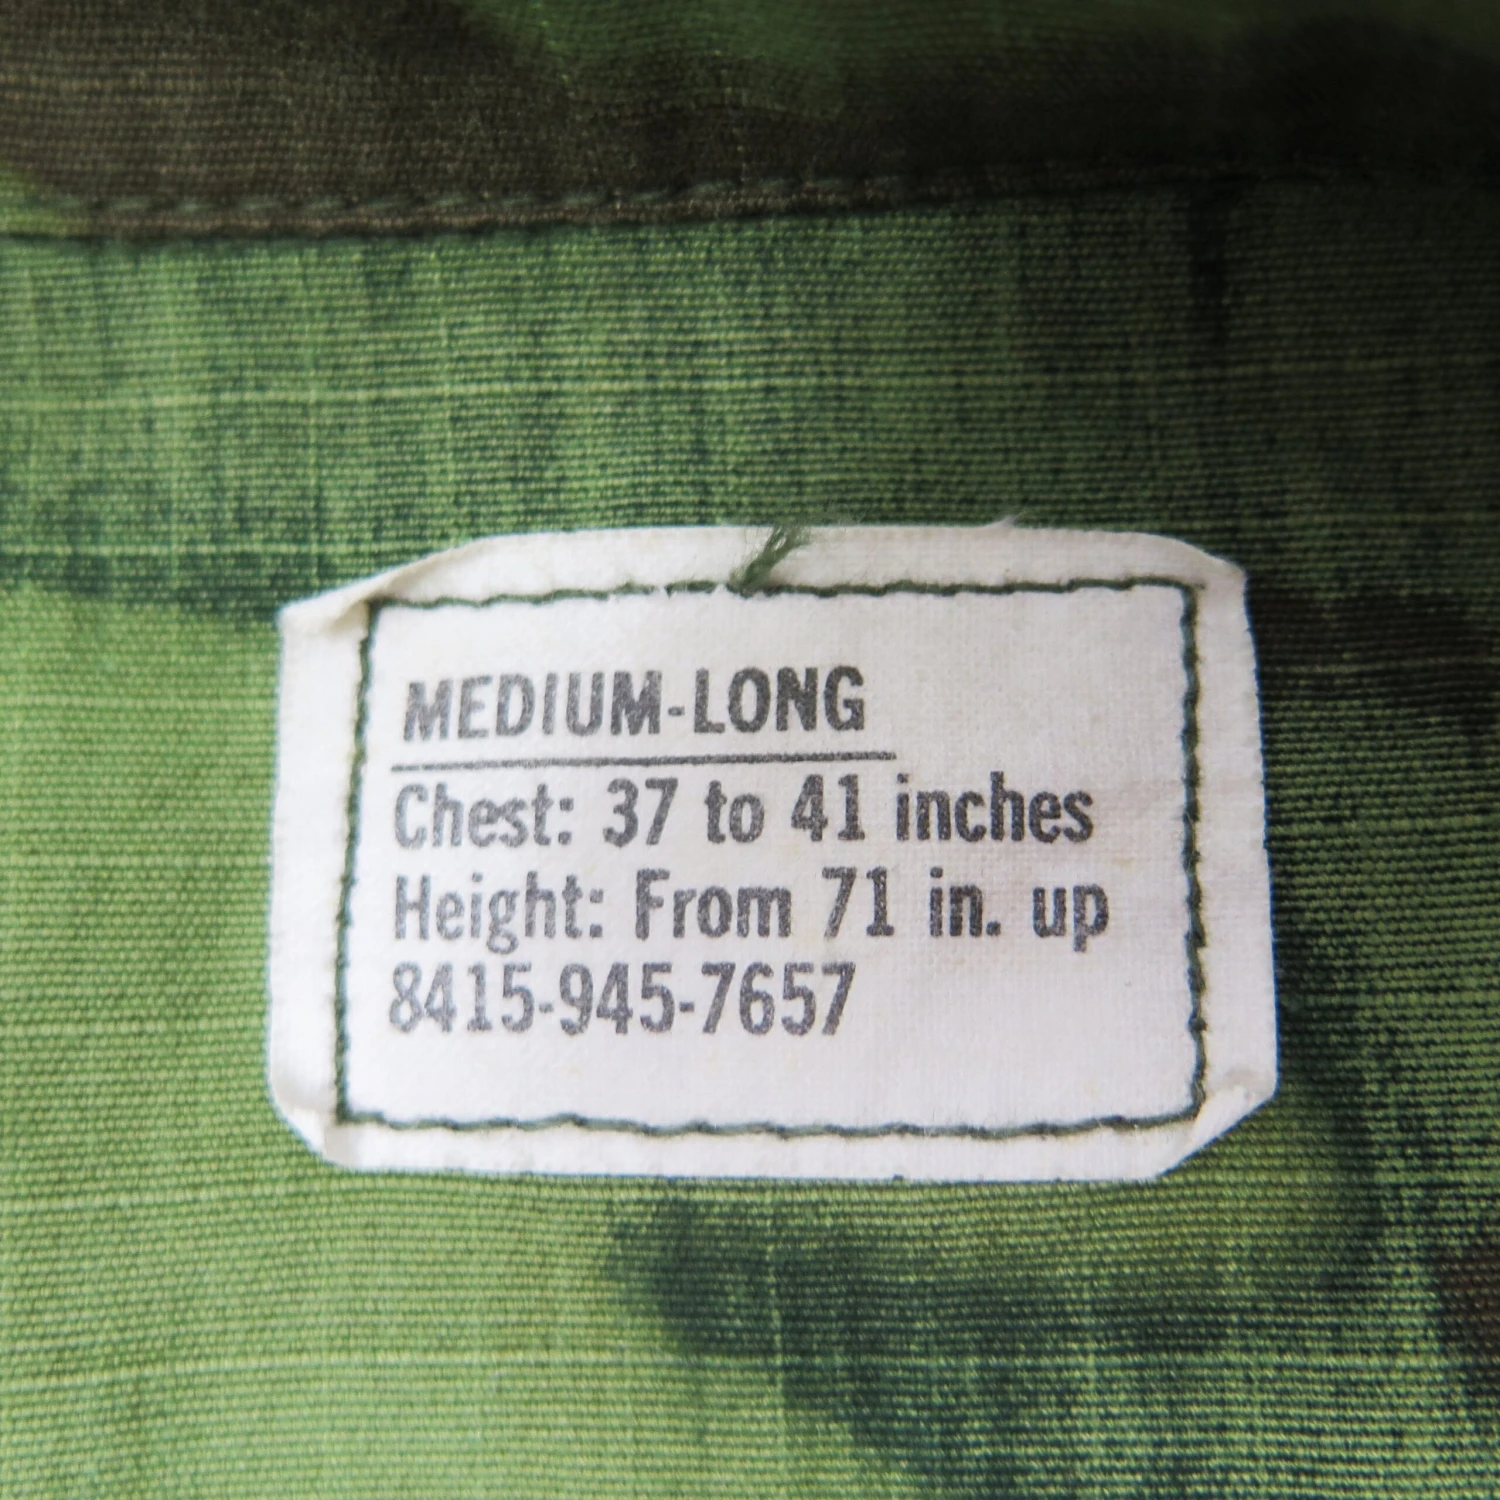 MEDIUM-LONG
Chest: 37 to 41 inches
Height: From 71 in. up
8415-945-7657